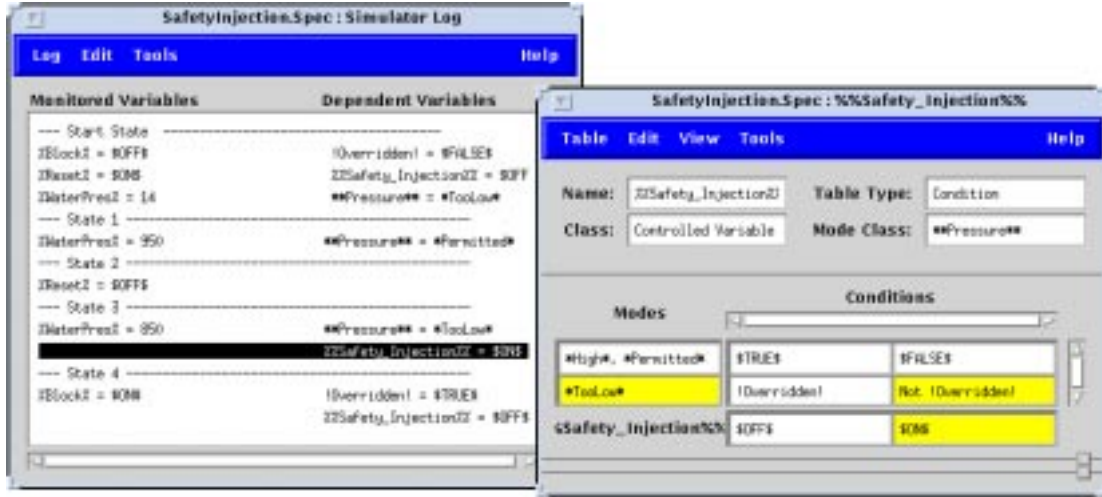 SafetyInjection.Spec : Simulator Log
Log Edit Tools Help
Monitored Variables Dependent Variables
--- Start State ---
%Block% = $OFF$ !Overridden! = $FALSE$
%Reset% = $ON$ %%Safety_Injection%% = $OFF
%WaterPres% = 14 **Pressure** = *TooLow*
--- State 1 ---
%WaterPres% = 950 **Pressure** = *Permitted*
--- State 2 ---
%Reset% = $OFF$
--- State 3 ---
%WaterPres% = 850 **Pressure** = *TooLow*
%%Safety_Injection%% = $ON$
--- State 4 ---
%Block% = $ON$ !Overridden! = $TRUE$
%%Safety_Injection%% = $OFF$
SafetyInjection.Spec : %%Safety_Injection%%
Table Edit View Tools Help
Name: %%Safety_Injection% Table Type: Condition
Class: Controlled Variable Mode Class: **Pressure**
Modes Conditions
*High*, *Permitted* $TRUE$ $FALSE$
*TooLow* !Overridden! Not !Overridden!
%Safety_Injection%% $OFF$ $ON$